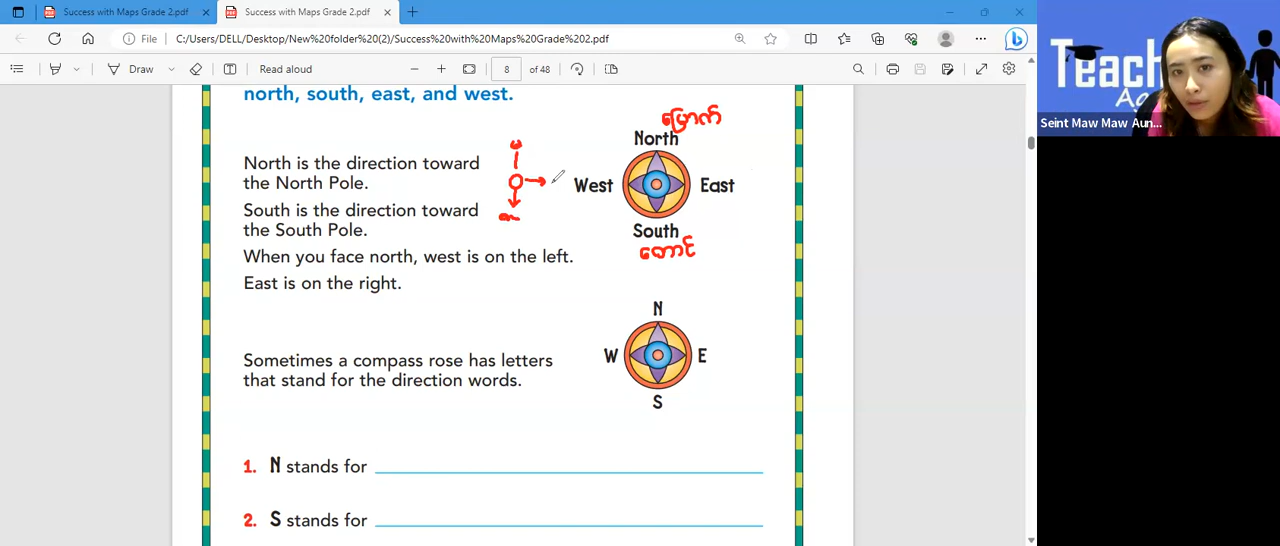 Success with Maps Grade 2.pdf
Success with Maps Grade 2.pdf
File
C:/Users/DELL/Desktop/New%20folder%20(2)/Success%20with%20Maps%20Grade%202.pdf
Draw
Read aloud
8 of 48
Teach
Ag
Seint Maw Maw Aun...
north, south, east, and west.
မြောက်
North
North is the direction toward
the North Pole.
West
East
South is the direction toward
the South Pole.
South
တောင်
When you face north, west is on the left.
East is on the right.
N
W
E
S
Sometimes a compass rose has letters
that stand for the direction words.
1. N stands for
2. S stands for